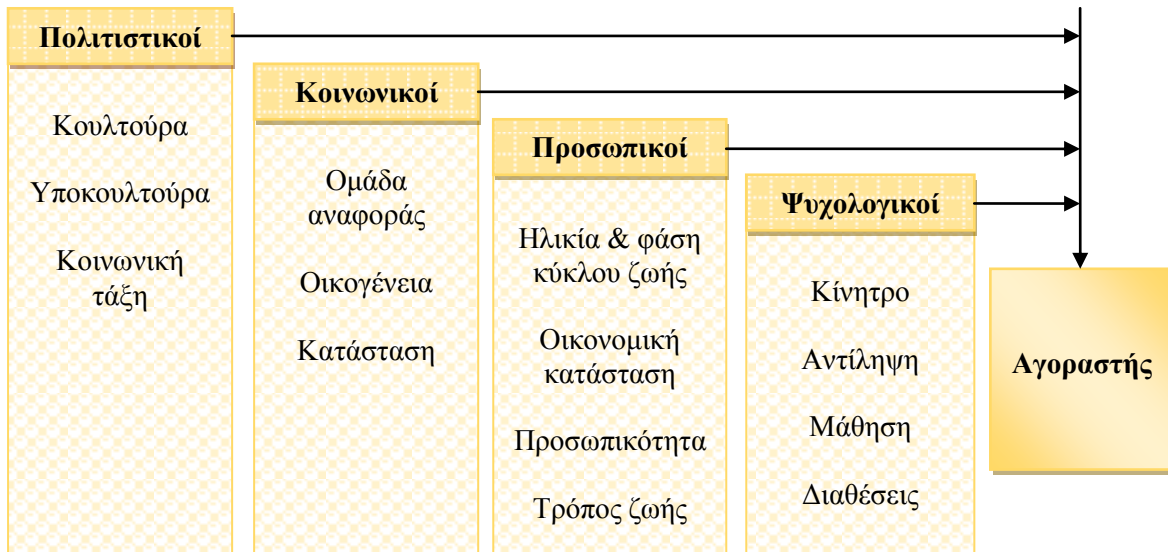 Πολιτιστικοί
Κουλτούρα
Υποκουλτούρα
Κοινωνική
τάξη
Κοινωνικοί
Ομάδα
αναφοράς
Οικογένεια
Κατάσταση
Προσωπικοί
Ηλικία & φάση
κύκλου ζωής
Οικονομική
κατάσταση
Προσωπικότητα
Τρόπος ζωής
Ψυχολογικοί
Κίνητρο
Αντίληψη
Μάθηση
Διαθέσεις
Αγοραστής